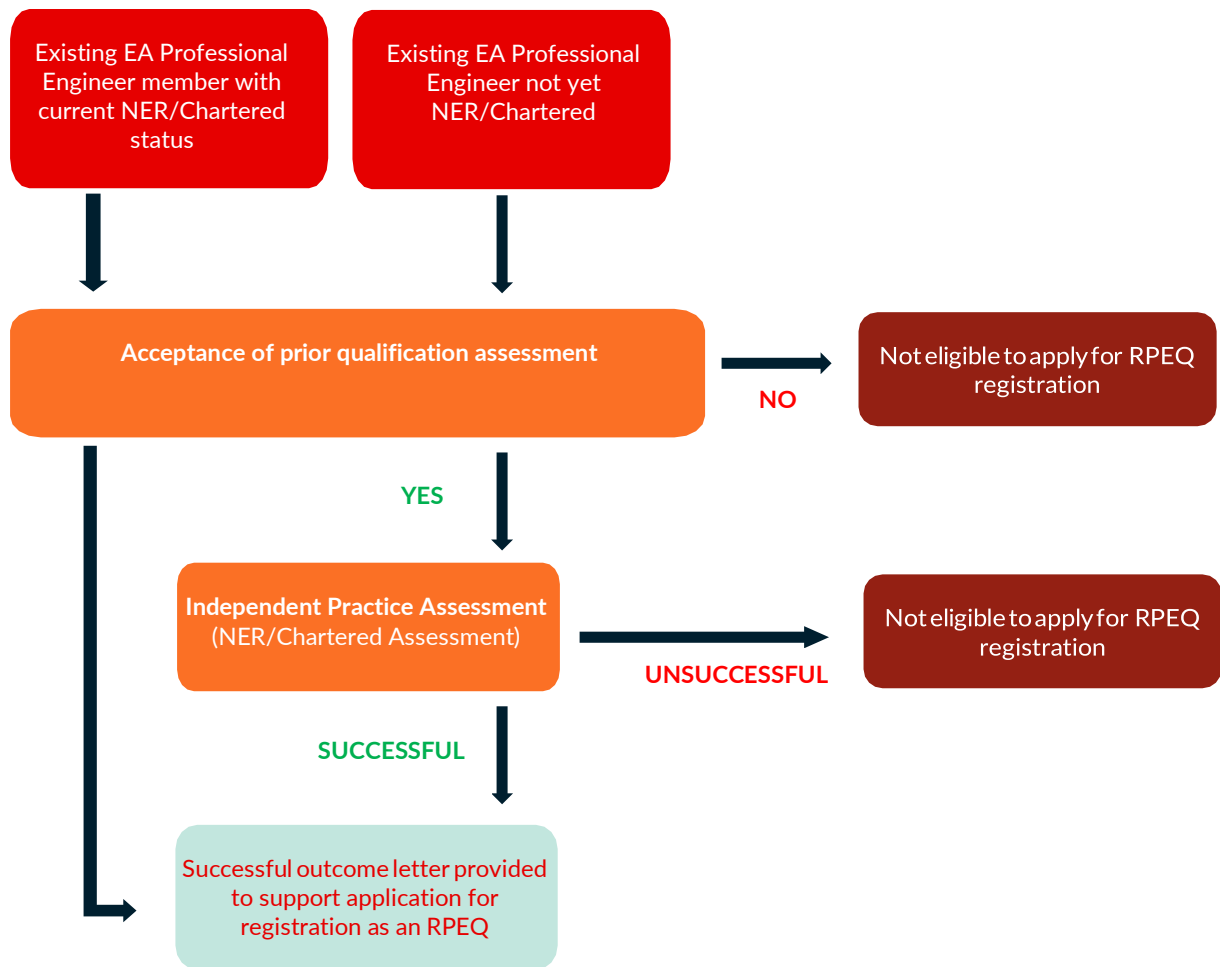 Existing EA Professional
Engineer member with
current NER/Chartered
status
Existing EA Professional
Engineer not yet
NER/Chartered
Acceptance of prior qualification assessment
NO
Not eligible to apply for RPEQ
registration
YES
Independent Practice Assessment
(NER/Chartered Assessment)
UNSUCCESSFUL
Not eligible to apply for RPEQ
registration
SUCCESSFUL
Successful outcome letter provided
to support application for
registration as an RPEQ